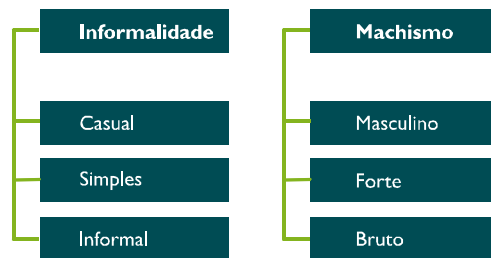 Informalidade
Casual
Simples
Informal
Machismo
Masculino
Forte
Bruto